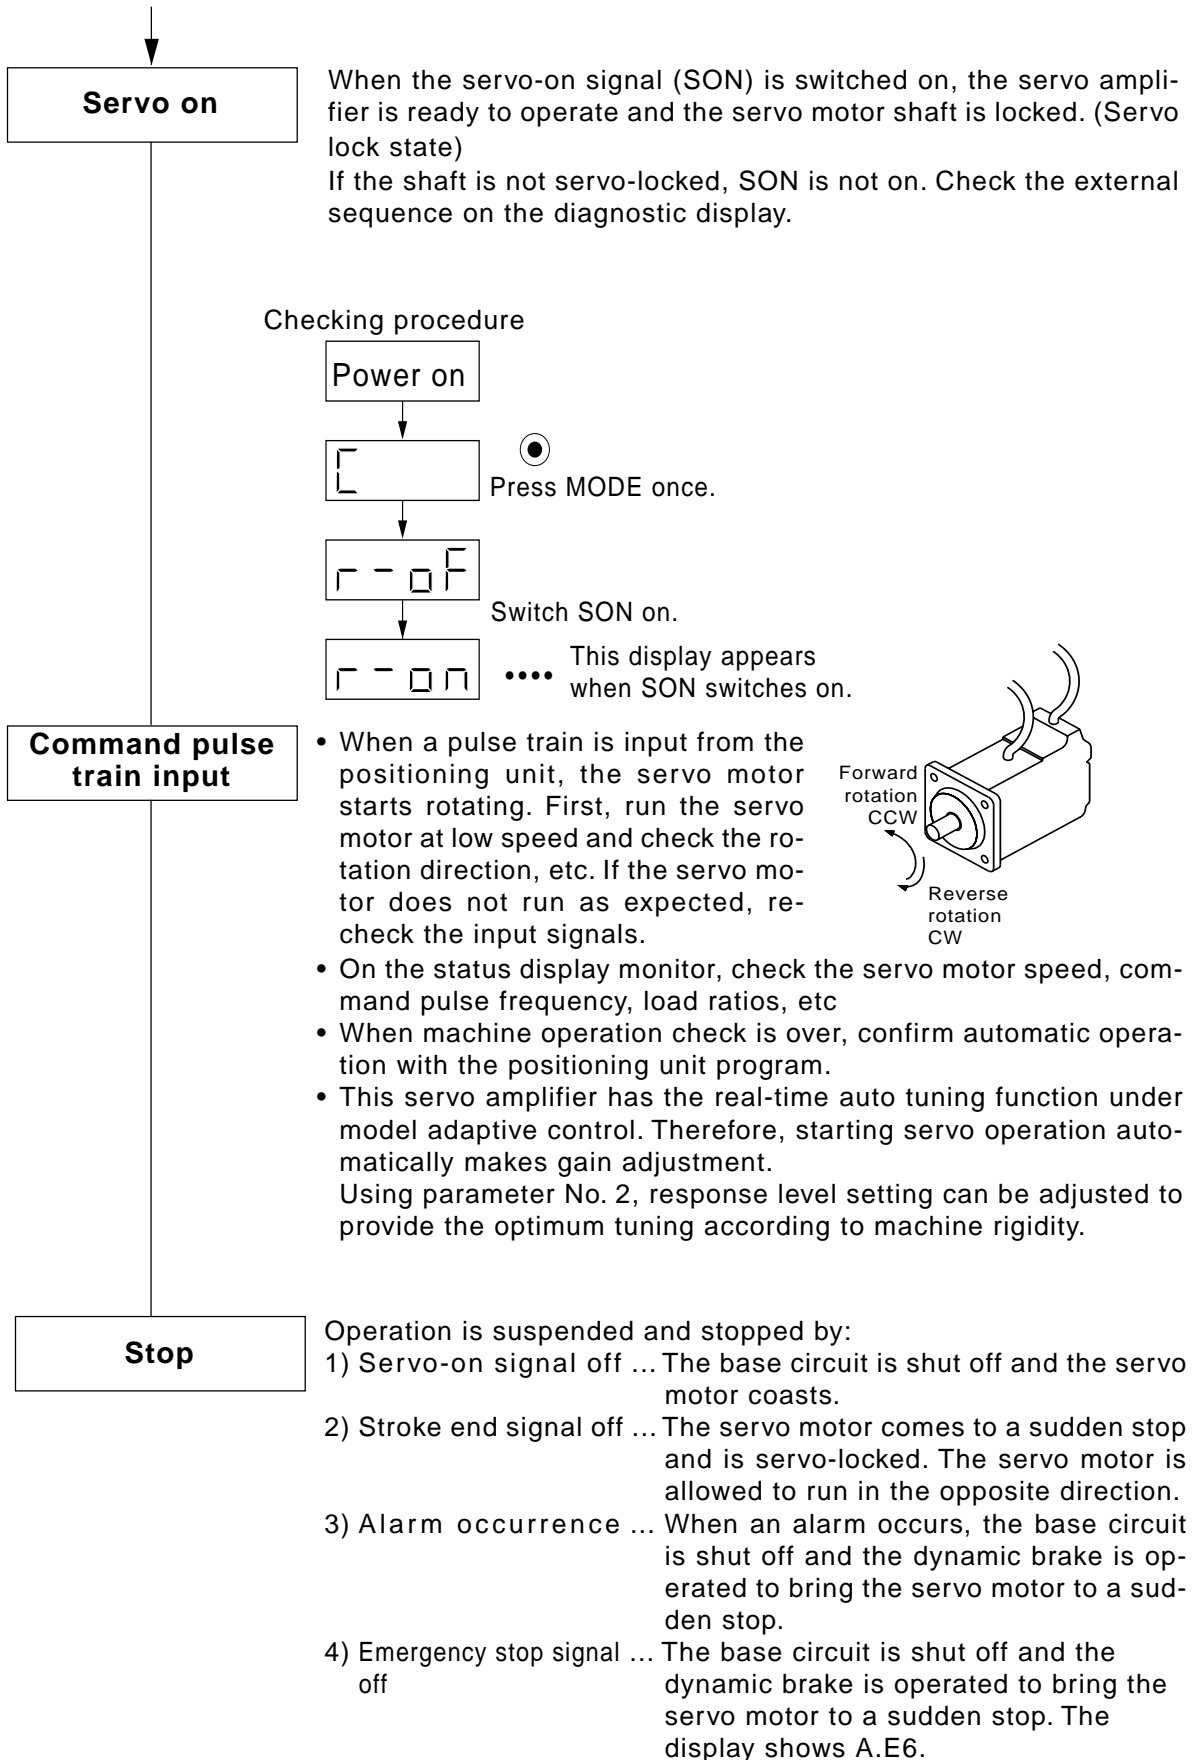 Servo on
When the servo-on signal (SON) is switched on, the servo ampli-
fier is ready to operate and the servo motor shaft is locked. (Servo
lock state)
If the shaft is not servo-locked, SON is not on. Check the external
sequence on the diagnostic display.
Checking procedure
Power on
C
Press MODE once.
r-oF
Switch SON on.
r-on
•••• This display appears
when SON switches on.
Command pulse
train input
• When a pulse train is input from the
positioning unit, the servo motor
starts rotating. First, run the servo
motor at low speed and check the ro-
tation direction, etc. If the servo mo-
tor does not run as expected, re-
check the input signals.
Forward
rotation
CCW
Reverse
rotation
CW
• On the status display monitor, check the servo motor speed, com-
mand pulse frequency, load ratios, etc
• When machine operation check is over, confirm automatic opera-
tion with the positioning unit program.
• This servo amplifier has the real-time auto tuning function under
model adaptive control. Therefore, starting servo operation auto-
matically makes gain adjustment.
Using parameter No. 2, response level setting can be adjusted to
provide the optimum tuning according to machine rigidity.
Stop
Operation is suspended and stopped by:
1) Servo-on signal off ... The base circuit is shut off and the servo
motor coasts.
2) Stroke end signal off ... The servo motor comes to a sudden stop
and is servo-locked. The servo motor is
allowed to run in the opposite direction.
3) Alarm occurrence ... When an alarm occurs, the base circuit
is shut off and the dynamic brake is op-
erated to bring the servo motor to a sud-
den stop.
4) Emergency stop signal ... The base circuit is shut off and the
off dynamic brake is operated to bring the
servo motor to a sudden stop. The
display shows A.E6.